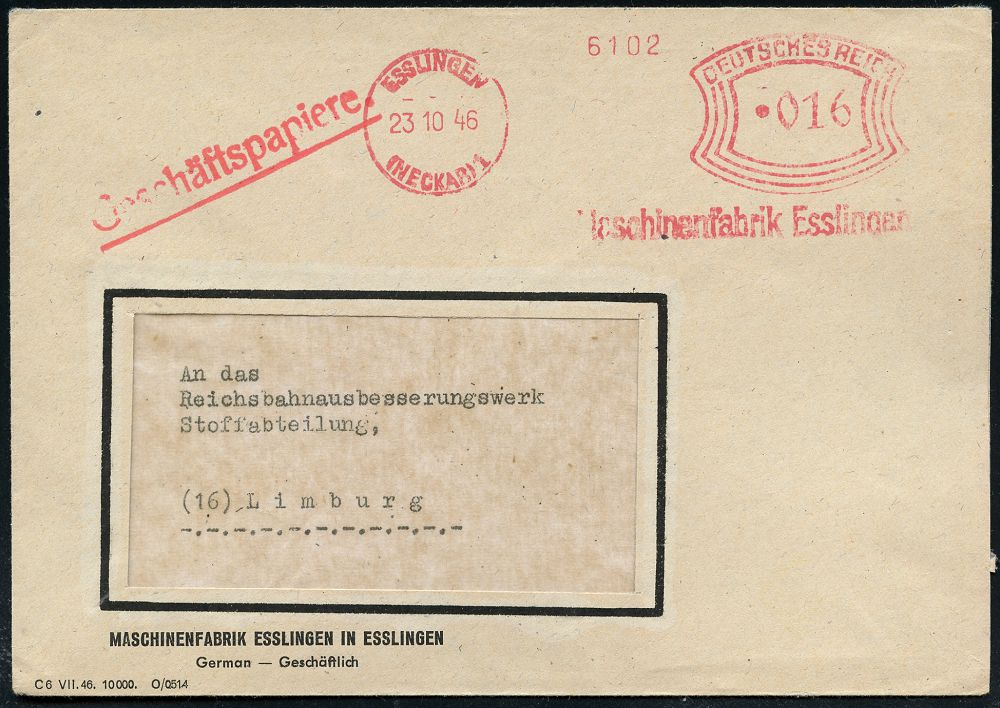 6102
DEUTSCHES REICH
016
ESSLINGEN
23 10 46
(NECKAR) 1
Geschäftspapiere.
Maschinenfabrik Esslingen
An das
Reichsbahnausbesserungswerk
Stoffabteilung,
(16) Limburg
MASCHINENFABRIK ESSLINGEN IN ESSLINGEN
German — Geschäftlich
C6 VII.46. 10000. O/0514